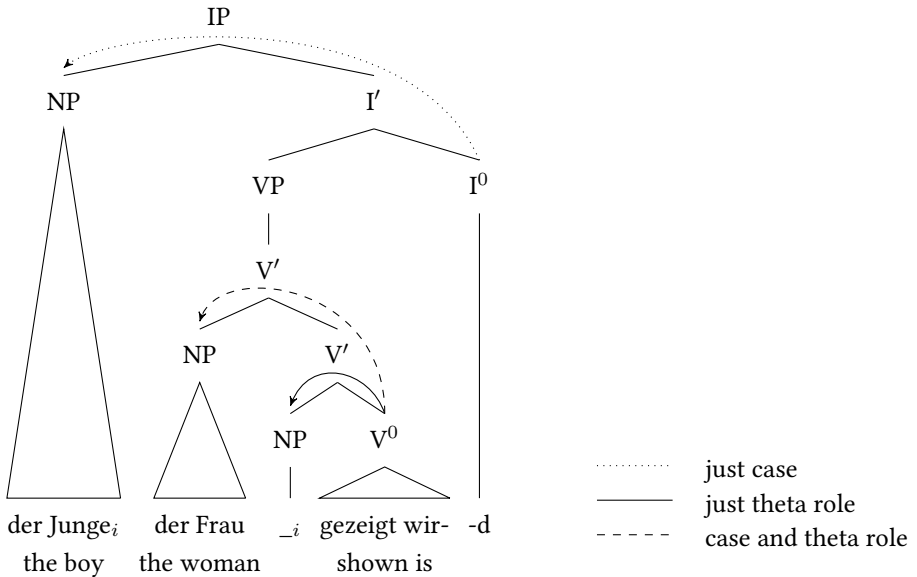 IP
NP I′
VP I⁰
V′
NP V′
NP V⁰
der Jungeᵢ der Frau _ᵢ gezeigt wir- -d
the boy the woman shown is
just case
just theta role
case and theta role